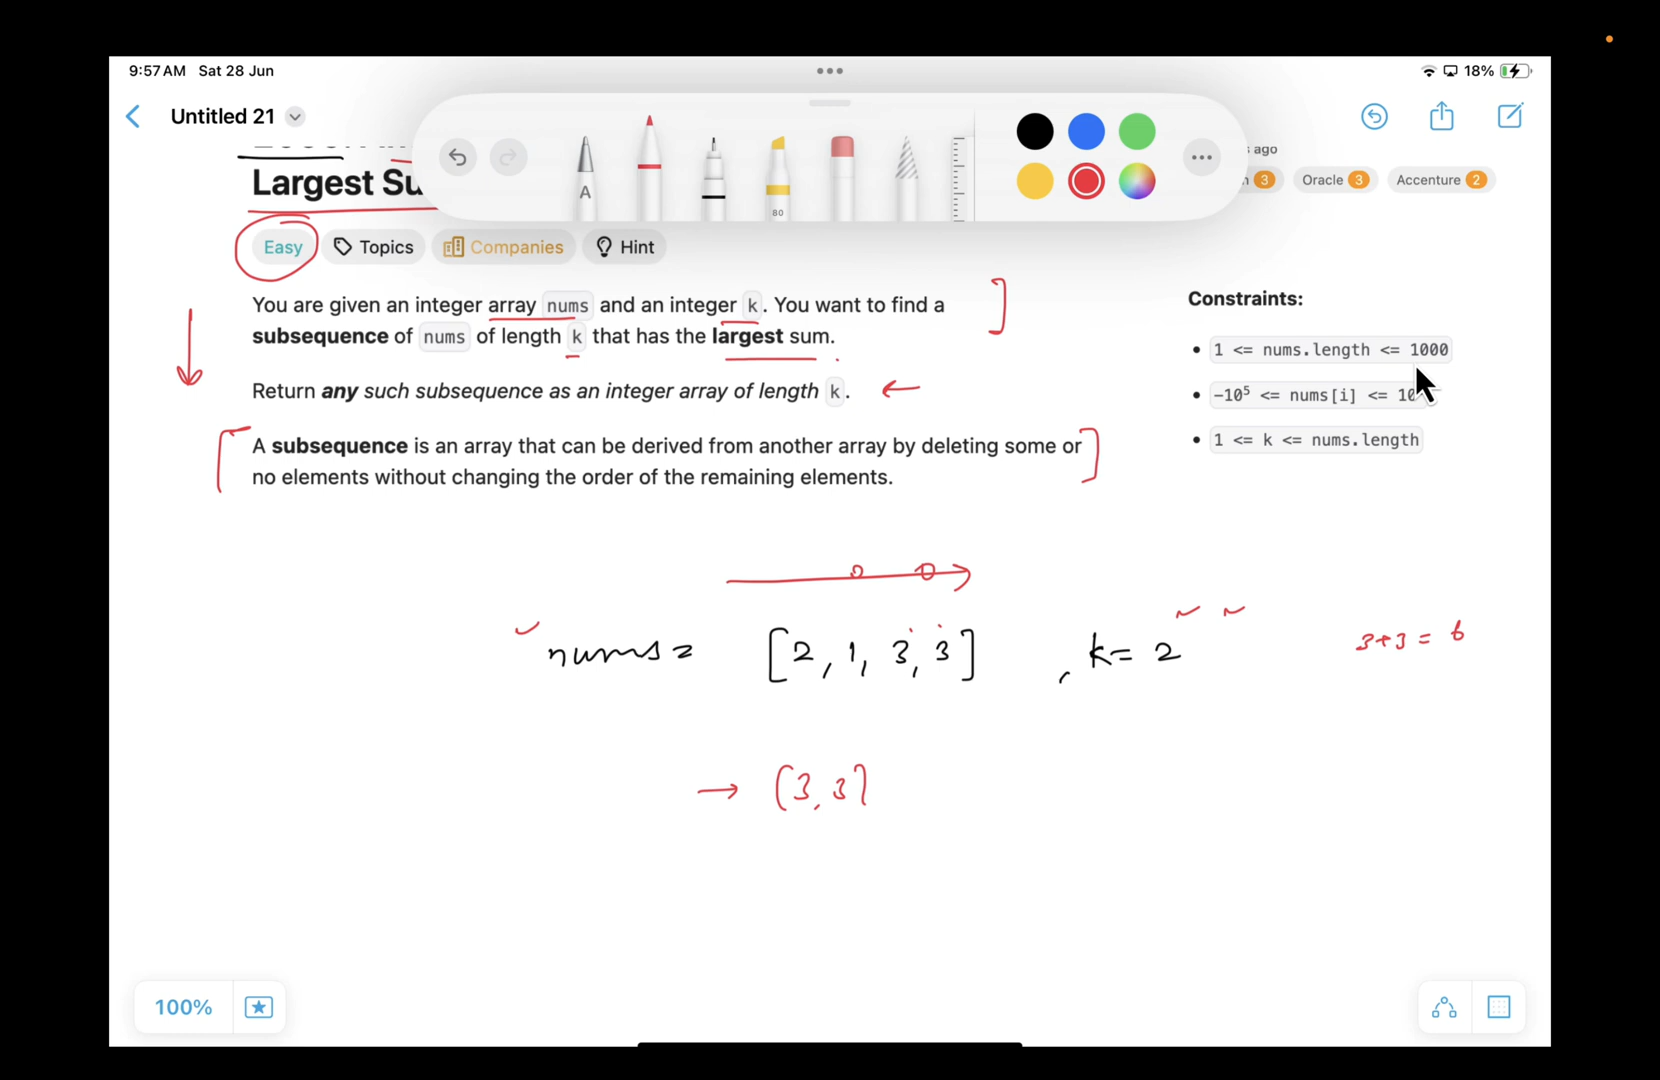 9:57 AM Sat 28 Jun
18%
Untitled 21
ago
Largest Su
3
Oracle 3
Accenture 2
A
80
Easy
Topics
Companies
Hint
You are given an integer array nums and an integer k. You want to find a
subsequence of nums of length k that has the largest sum.
Return any such subsequence as an integer array of length k.
A subsequence is an array that can be derived from another array by deleting some or
no elements without changing the order of the remaining elements.
Constraints:
1 <= nums.length <= 1000
-10⁵ <= nums[i] <= 10
1 <= k <= nums.length
nums = [2, 1, 3, 3] , k = 2
3+3 = 6
→ [3, 3]
100%